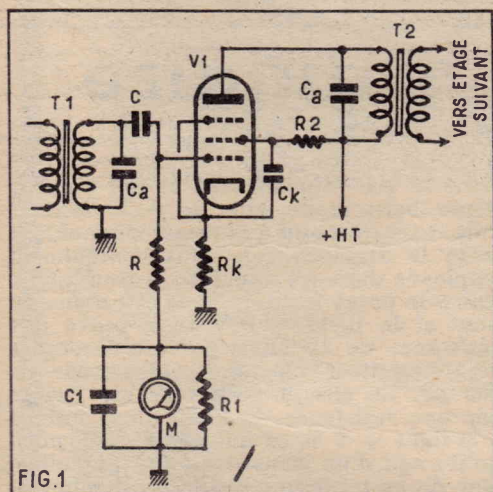 T1
C
Ca
V1
Ca
T2
VERS ETAGE
SUIVANT
R2
Ck
+HT
R
Rk
C1
M
R1
FIG.1